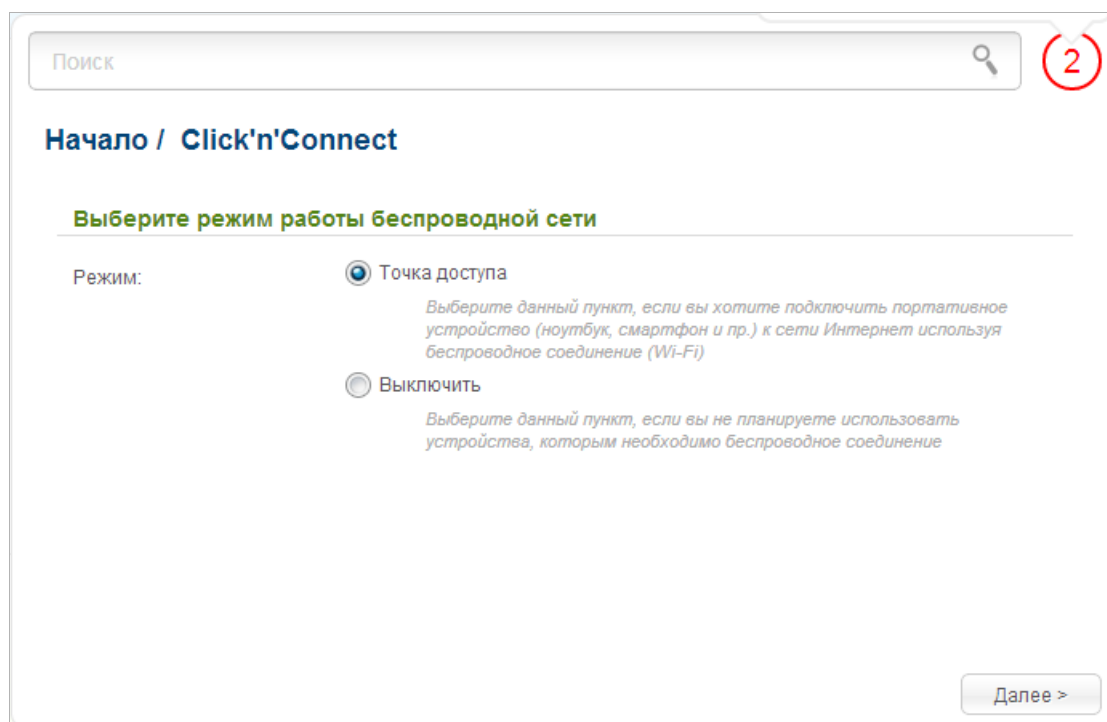 Поиск
2
Начало / Click'n'Connect
Выберите режим работы беспроводной сети
Режим:
Точка доступа
Выберите данный пункт, если вы хотите подключить портативное
устройство (ноутбук, смартфон и пр.) к сети Интернет используя
беспроводное соединение (Wi-Fi)
Выключить
Выберите данный пункт, если вы не планируете использовать
устройства, которым необходимо беспроводное соединение
Далее >